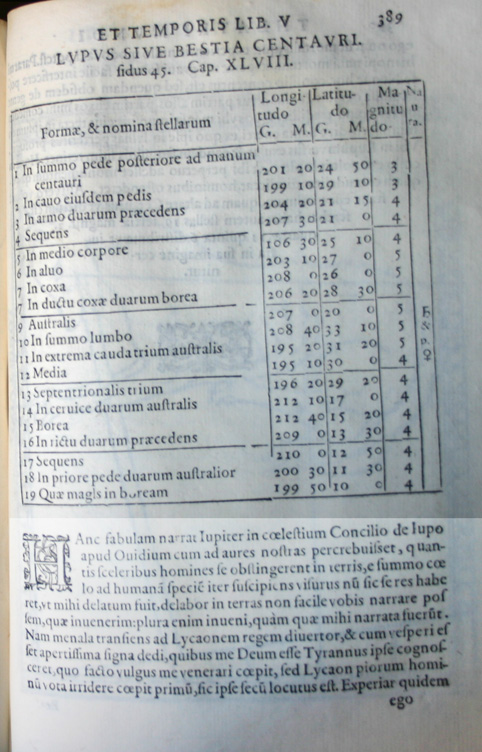 ET TEMPORIS LIB. V 389
LVPVS SIVE BESTIA CENTAVRI.
sidus 45. Cap. XLVIII.
Formæ, & nomina stellarum Longitudo G. M. Latitudo G. M. Magnitudo. Natu
1 In summo pede posteriore ad manum
centauri 201 20 24 50 3
2 In cauo eiusdem pedis 199 10 29 10 3
3 In armo duarum præcedens 204 20 21 15 4
4 Sequens 207 30 21 0 4
5 In medio corpore 106 30 25 10 4
6 In aluo 203 10 27 0 5
7 In coxa 208 0 26 0 5
7 In ductu coxæ duarum borea 206 20 28 30 5
9 Australis 207 0 20 0 5
10 In summo lumbo 208 40 33 10 5
11 In extrema cauda trium australis 195 20 31 20 5
12 Media 195 10 30 0 4
13 Septentrionalis trium 196 20 29 20 4
14 In ceruice duarum australis 212 10 17 0 4
15 Borea 212 40 15 20 4
16 In rictu duarum præcedens 209 0 13 30 4
17 Sequens 210 0 12 50 4
18 In priore pede duarum australior 200 30 11 30 4
19 Quæ magis in boream 199 50 10 0 4
♄ & p. ♀
HAnc fabulam narrat Iupiter in cœlestium Concilio de lupo
apud Ouidium cum ad aures nostras percrebuisset, quan-
tis sceleribus homines se obstingerent in terris, e summo cœ
lo ad humanā speciē iter suscipiens visurus nū sic se res habe
ret, vt mihi delatum fuit. delabor in terras non facile vobis narrare pos
sem, quæ inuenerim: plura enim inueni, quàm quæ mihi narrata fuerūt.
Nam menala transiens ad Lycaonem regem diuertor, & cum vesperi es
set apertissima signa dedi, quibus me Deum esse Tyrannus ipse cognos-
ceret, quo facto vulgus me venerari cœpit, sed Lycaon piorum homi-
nū vota irridere cœpit primū, sic ipse secū locutus est. Experiar quidem
ego